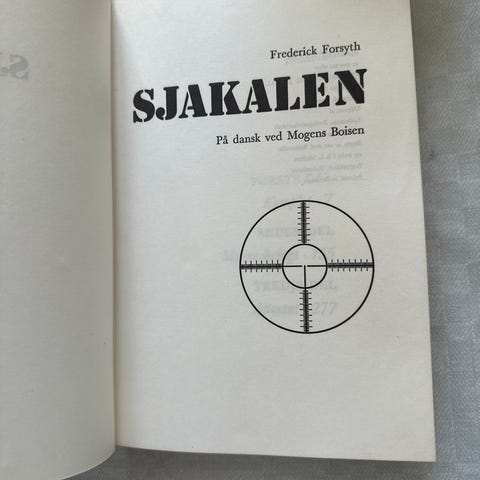 Frederick Forsyth
SJAKALEN
På dansk ved Mogens Boisen